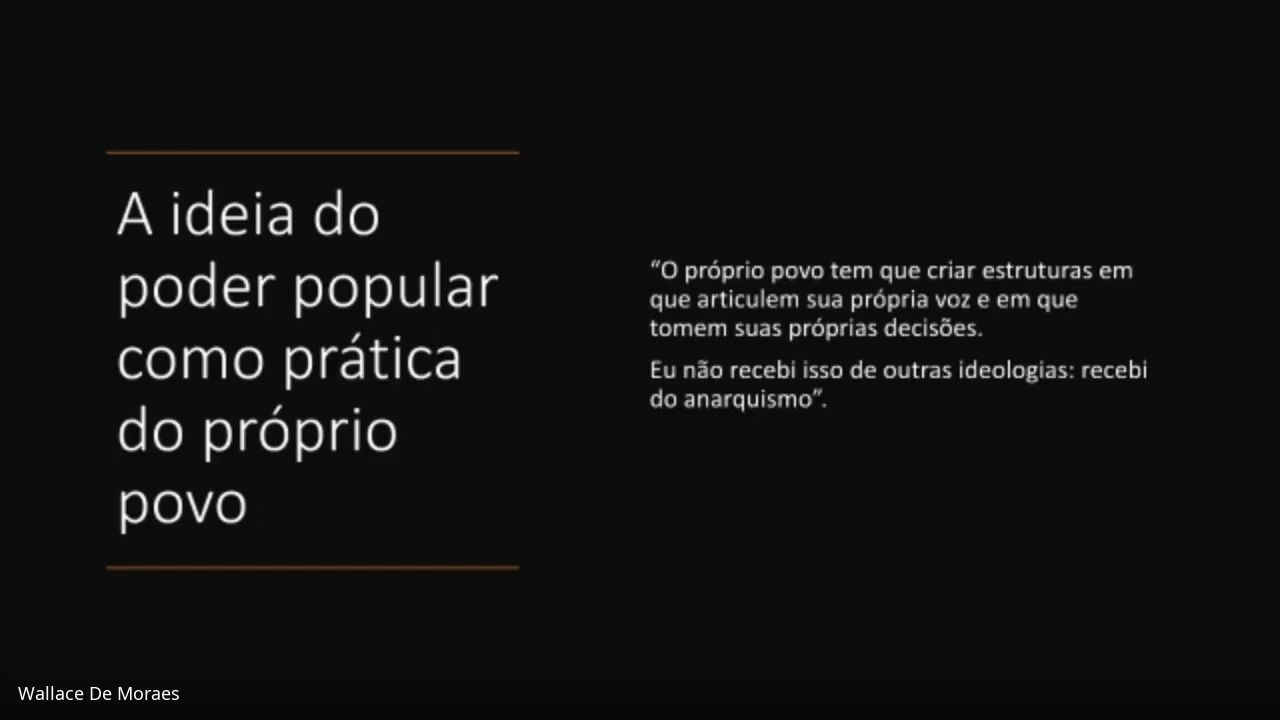 A ideia do
poder popular
como prática
do próprio
povo
“O próprio povo tem que criar estruturas em
que articulem sua própria voz e em que
tomem suas próprias decisões.
Eu não recebi isso de outras ideologias: recebi
do anarquismo”.
Wallace De Moraes